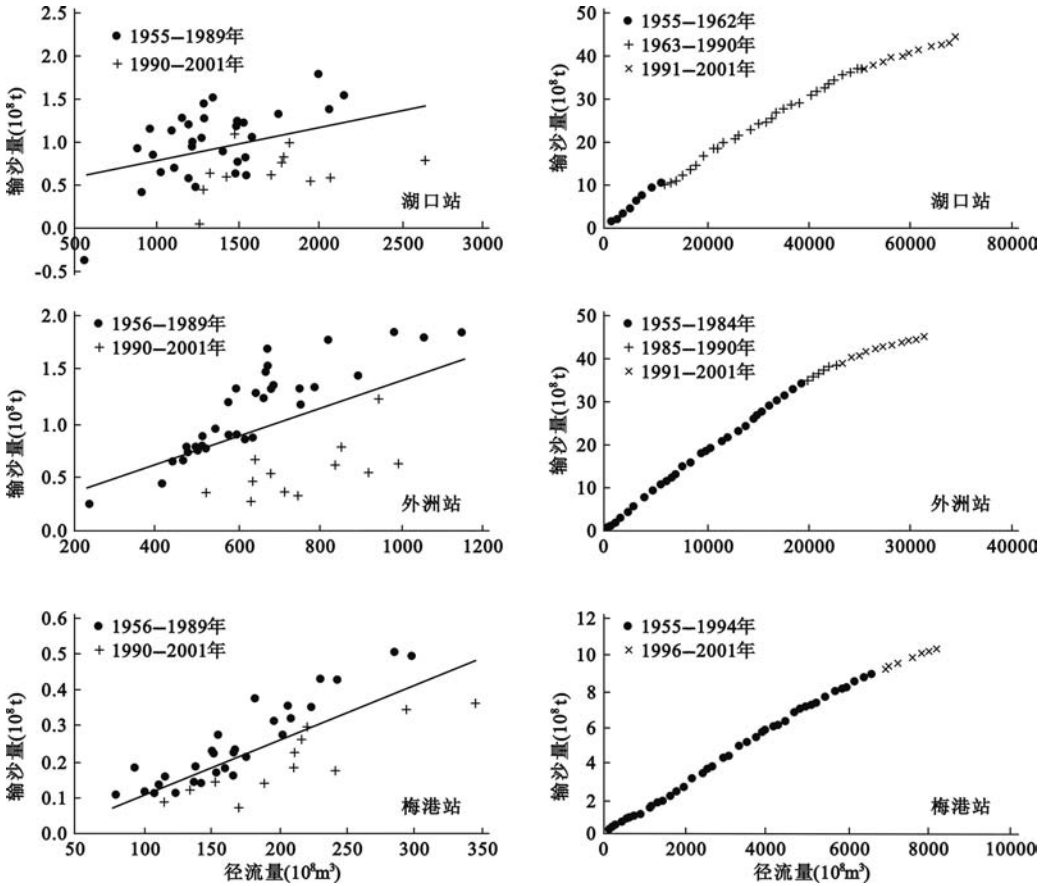 输沙量(10⁸t)
2.5
2.0
1.5
1.0
0.5
0.0
-0.5
● 1955—1989年
+ 1990—2001年
湖口站
500 1000 1500 2000 2500 3000
输沙量(10⁸t)
50
40
30
20
10
0
● 1955—1962年
+ 1963—1990年
× 1991—2001年
湖口站
0 20000 40000 60000 80000
输沙量(10⁸t)
2.0
1.5
1.0
0.5
0.0
● 1956—1989年
+ 1990—2001年
外洲站
200 400 600 800 1000 1200
输沙量(10⁸t)
50
40
30
20
10
0
● 1955—1984年
+ 1985—1990年
× 1991—2001年
外洲站
0 10000 20000 30000 40000
输沙量(10⁸t)
0.6
0.5
0.4
0.3
0.2
0.1
0.0
● 1956—1989年
+ 1990—2001年
梅港站
50 100 150 200 250 300 350
径流量(10⁸m³)
输沙量(10⁸t)
12
10
8
6
4
2
0
● 1955—1994年
× 1996—2001年
梅港站
0 2000 4000 6000 8000 10000
径流量(10⁸m³)